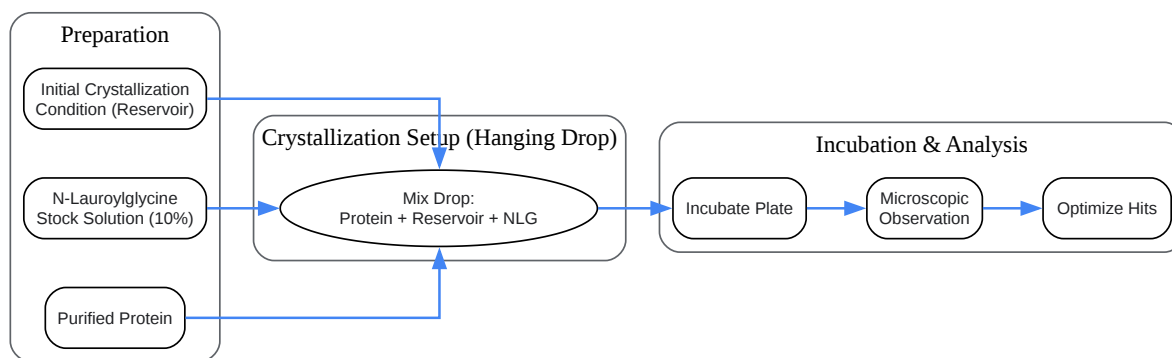 Preparation
Initial Crystallization
Condition (Reservoir)
N-Lauroylglycine
Stock Solution (10%)
Purified Protein
Crystallization Setup (Hanging Drop)
Mix Drop:
Protein + Reservoir + NLG
Incubation & Analysis
Incubate Plate
Microscopic
Observation
Optimize Hits